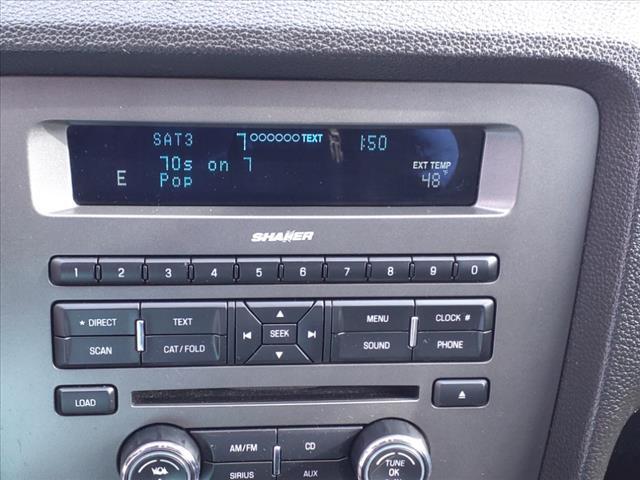 SAT3 7 TEXT 1:50
70s on 7 EXT TEMP
E Pop 48°F
SHAKER
1 2 3 4 5 6 7 8 9 0
* DIRECT TEXT MENU CLOCK #
SEEK
SCAN CAT/FOLD SOUND PHONE
LOAD
AM/FM CD
SIRIUS AUX
VOL
TUNE
OK